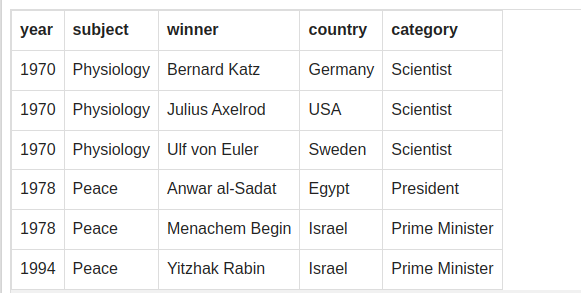 year subject winner country category
1970 Physiology Bernard Katz Germany Scientist
1970 Physiology Julius Axelrod USA Scientist
1970 Physiology Ulf von Euler Sweden Scientist
1978 Peace Anwar al-Sadat Egypt President
1978 Peace Menachem Begin Israel Prime Minister
1994 Peace Yitzhak Rabin Israel Prime Minister